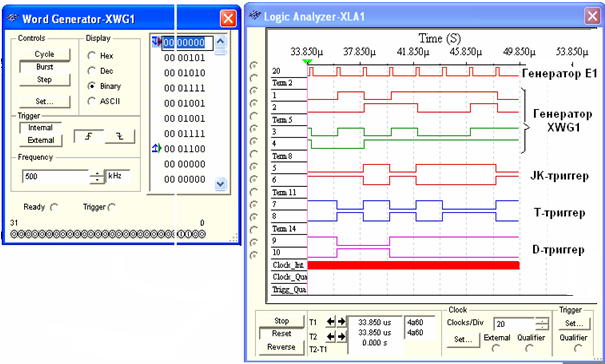 Word Generator-XWG1
Controls
Cycle
Burst
Step
Set...
Display
Hex
Dec
Binary
ASCII
Trigger
Internal
External
Frequency
500
kHz
00 00000
00 00101
00 01010
00 01111
00 01001
00 01001
00 01111
00 01100
00 00000
00 00000
Ready
Trigger
31
0
Logic Analyzer-XLA1
Time (S)
33.850µ 37.850µ 41.850µ 45.850µ 49.850µ 53.850µ
20
Term 2
1
2
Term 5
3
4
Term 8
5
6
Term 11
7
8
Term 14
9
10
Clock_Int
Clock_Qua
Trigg_Qua
Генератор E1
Генератор
XWG1
JK-триггер
T-триггер
D-триггер
Stop
Reset
Reverse
T1 33.850 us 4a60
T2 33.850 us 4a60
T2-T1 0.000 s
Clock
Clocks/Div 20
Set... External Qualifier
Trigger
Set...
Qualifier